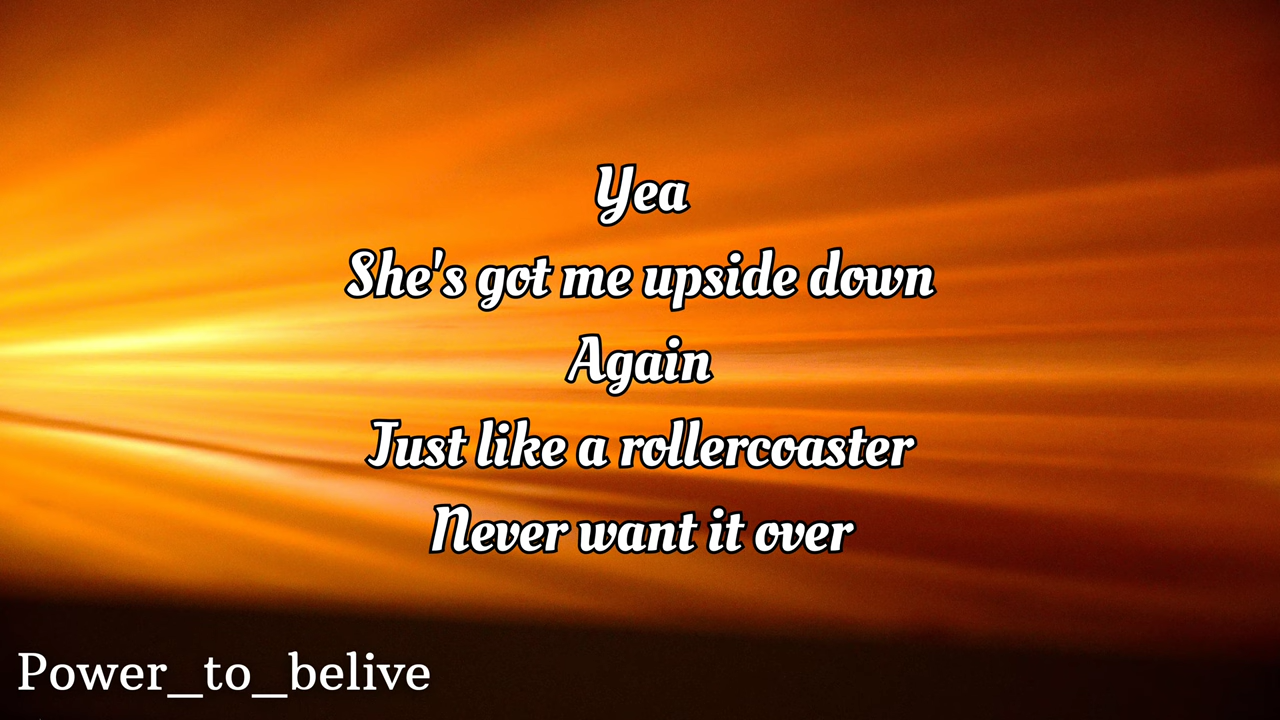 Yea
She's got me upside down
Again
Just like a rollercoaster
Never want it over
Power_to_belive